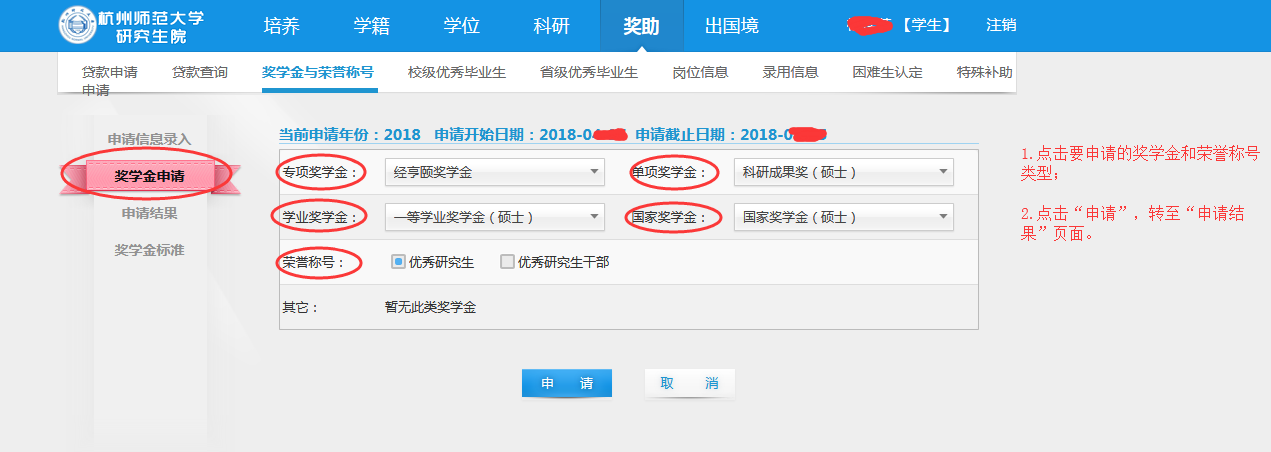 杭州师范大学
研究生院
培养 学籍 学位 科研 奖助 出国境 【学生】 注销
贷款申请 贷款查询 奖学金与荣誉称号 校级优秀毕业生 省级优秀毕业生 岗位信息 录用信息 困难生认定 特殊补助
申请
申请信息录入
奖学金申请
申请结果
奖学金标准
当前申请年份：2018 申请开始日期：2018-0 申请截止日期：2018-0
专项奖学金： 经亨颐奖学金 单项奖学金： 科研成果奖（硕士）
学业奖学金： 一等学业奖学金（硕士） 国家奖学金： 国家奖学金（硕士）
荣誉称号： 优秀研究生 优秀研究生干部
其它： 暂无此类奖学金
申 请 取 消
1.点击要申请的奖学金和荣誉称号
类型；
2.点击“申请”，转至“申请结
果”页面。